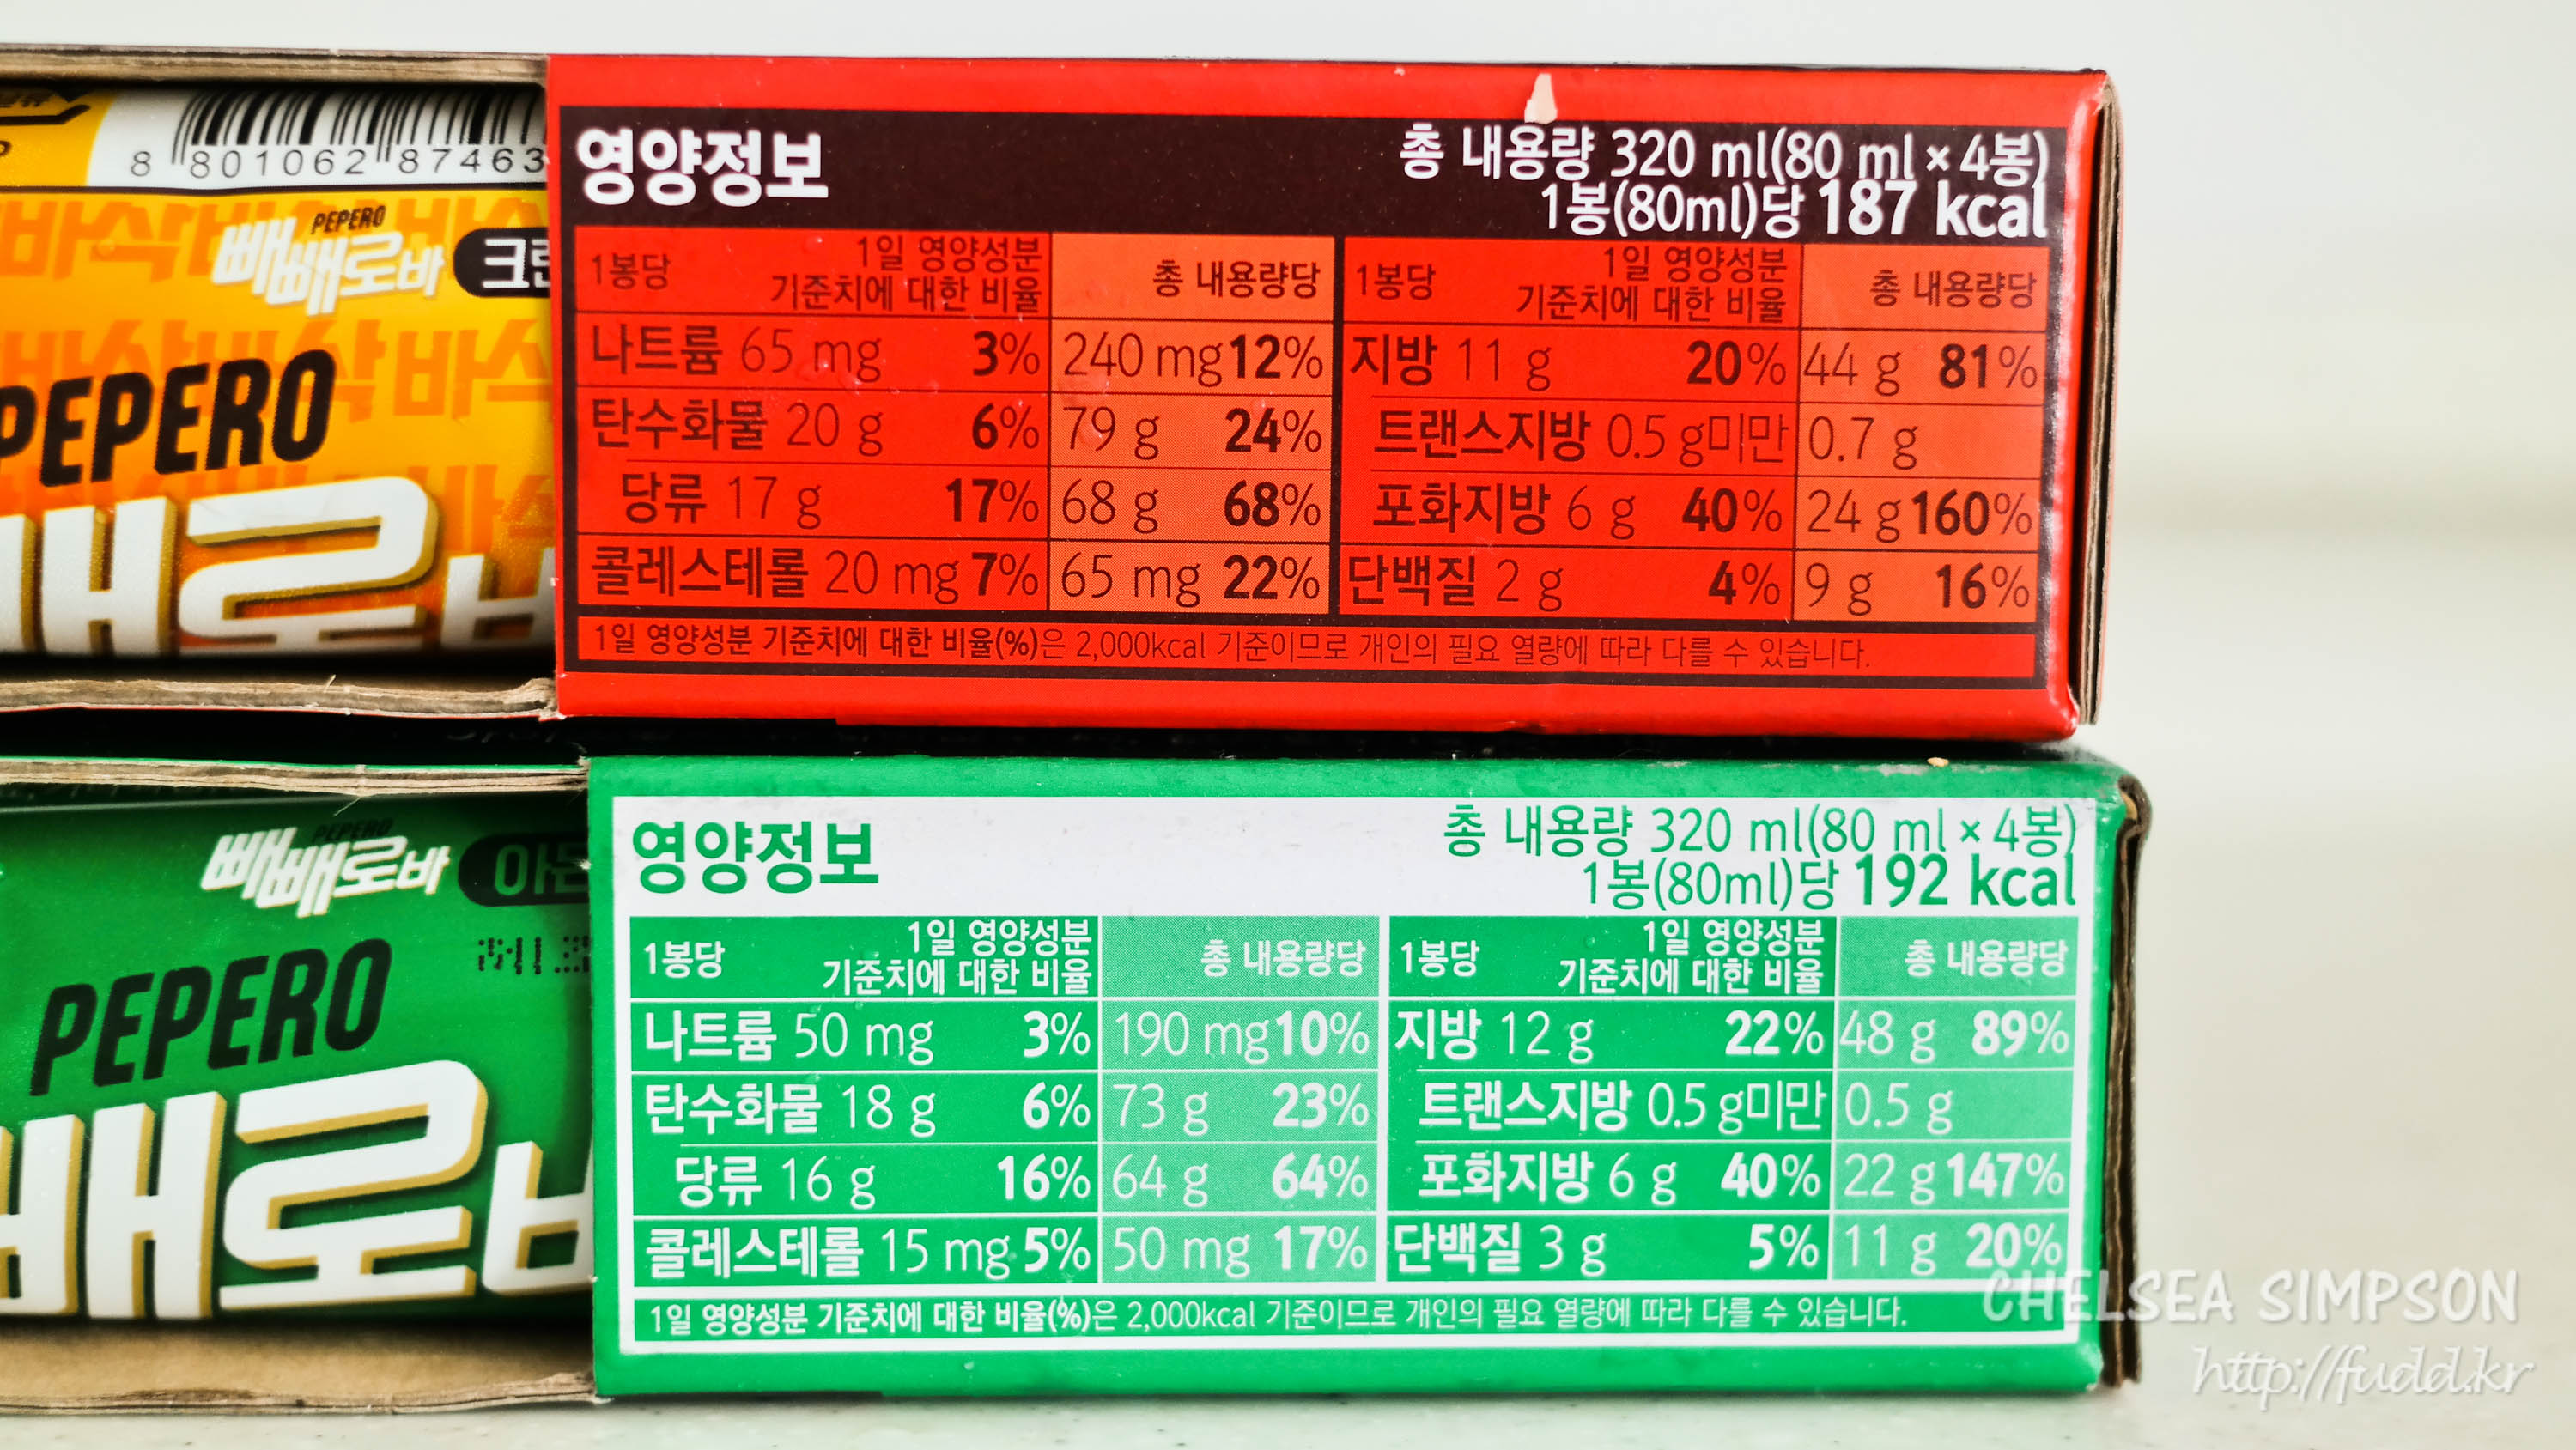 8 801062 87463
바삭
PEPERO
빼빼로바
PEPERO
영양정보
총 내용량 320 ml(80 ml × 4봉)
1봉(80ml)당 187 kcal
1봉당 1일 영양성분 기준치에 대한 비율 총 내용량당 1봉당 1일 영양성분 기준치에 대한 비율 총 내용량당
나트륨 65 mg 3% 240 mg 12% 지방 11 g 20% 44 g 81%
탄수화물 20 g 6% 79 g 24% 트랜스지방 0.5 g미만 0.7 g
당류 17 g 17% 68 g 68% 포화지방 6 g 40% 24 g 160%
콜레스테롤 20 mg 7% 65 mg 22% 단백질 2 g 4% 9 g 16%
1일 영양성분 기준치에 대한 비율(%)은 2,000kcal 기준이므로 개인의 필요 열량에 따라 다를 수 있습니다.
PEPERO
빼빼로바
PEPERO
영양정보
총 내용량 320 ml(80 ml × 4봉)
1봉(80ml)당 192 kcal
1봉당 1일 영양성분 기준치에 대한 비율 총 내용량당 1봉당 1일 영양성분 기준치에 대한 비율 총 내용량당
나트륨 50 mg 3% 190 mg 10% 지방 12 g 22% 48 g 89%
탄수화물 18 g 6% 73 g 23% 트랜스지방 0.5 g미만 0.5 g
당류 16 g 16% 64 g 64% 포화지방 6 g 40% 22 g 147%
콜레스테롤 15 mg 5% 50 mg 17% 단백질 3 g 5% 11 g 20%
1일 영양성분 기준치에 대한 비율(%)은 2,000kcal 기준이므로 개인의 필요 열량에 따라 다를 수 있습니다.
CHELSEA SIMPSON
http://fudd.kr